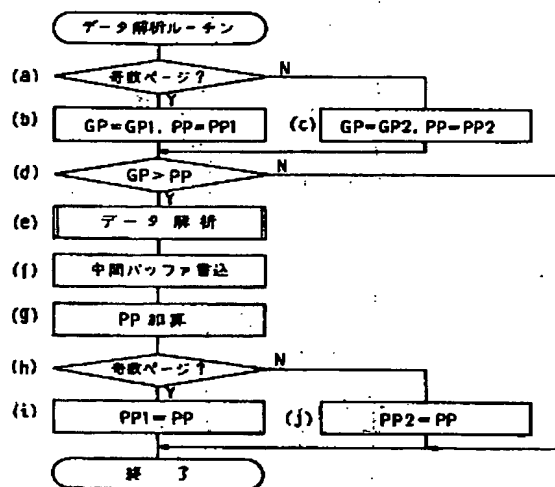 データ解析ルーチン
(a) 奇数ページ? N
Y
(b) GP=GP1, PP=PP1 (c) GP=GP2, PP=PP2
(d) GP>PP N
Y
(e) データ解析
(f) 中間バッファ書込
(g) PP加算
(h) 奇数ページ? N
Y
(i) PP1=PP (j) PP2=PP
終了